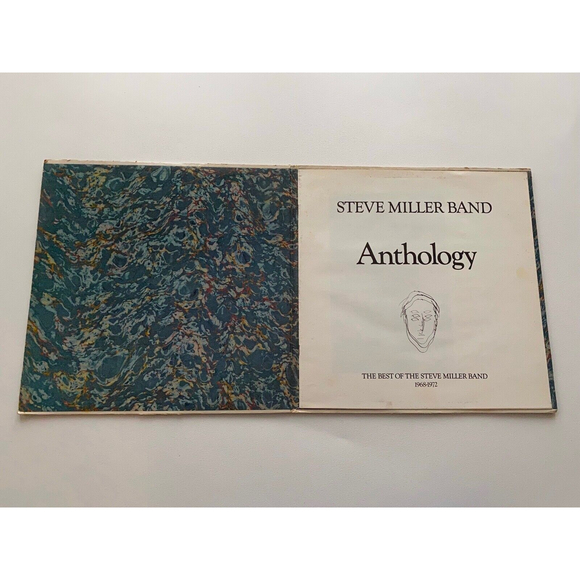 STEVE MILLER BAND
Anthology
THE BEST OF THE STEVE MILLER BAND
1968-1972